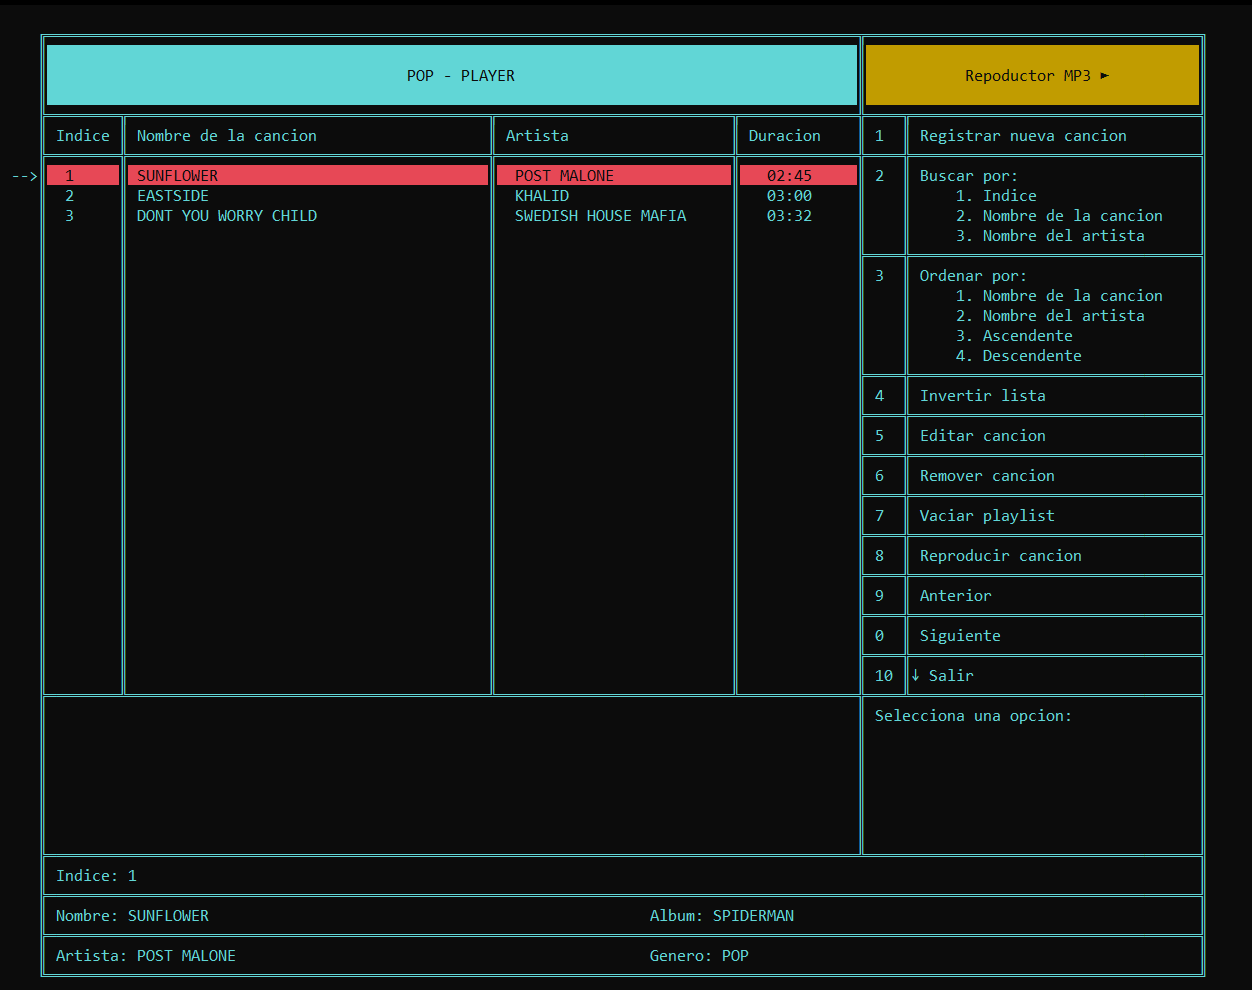 POP - PLAYER
Repoductor MP3 ►
Indice Nombre de la cancion Artista Duracion
--> 1 SUNFLOWER POST MALONE 02:45
2 EASTSIDE KHALID 03:00
3 DONT YOU WORRY CHILD SWEDISH HOUSE MAFIA 03:32
1 Registrar nueva cancion
2 Buscar por:
1. Indice
2. Nombre de la cancion
3. Nombre del artista
3 Ordenar por:
1. Nombre de la cancion
2. Nombre del artista
3. Ascendente
4. Descendente
4 Invertir lista
5 Editar cancion
6 Remover cancion
7 Vaciar playlist
8 Reproducir cancion
9 Anterior
0 Siguiente
10 ↓ Salir
Selecciona una opcion:
Indice: 1
Nombre: SUNFLOWER Album: SPIDERMAN
Artista: POST MALONE Genero: POP